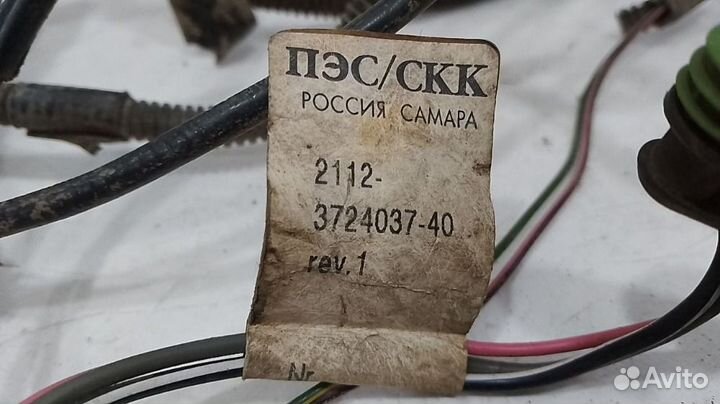 ПЭС/СКК
РОССИЯ САМАРА
2112-
3724037-40
rev.1
Nr
Avito